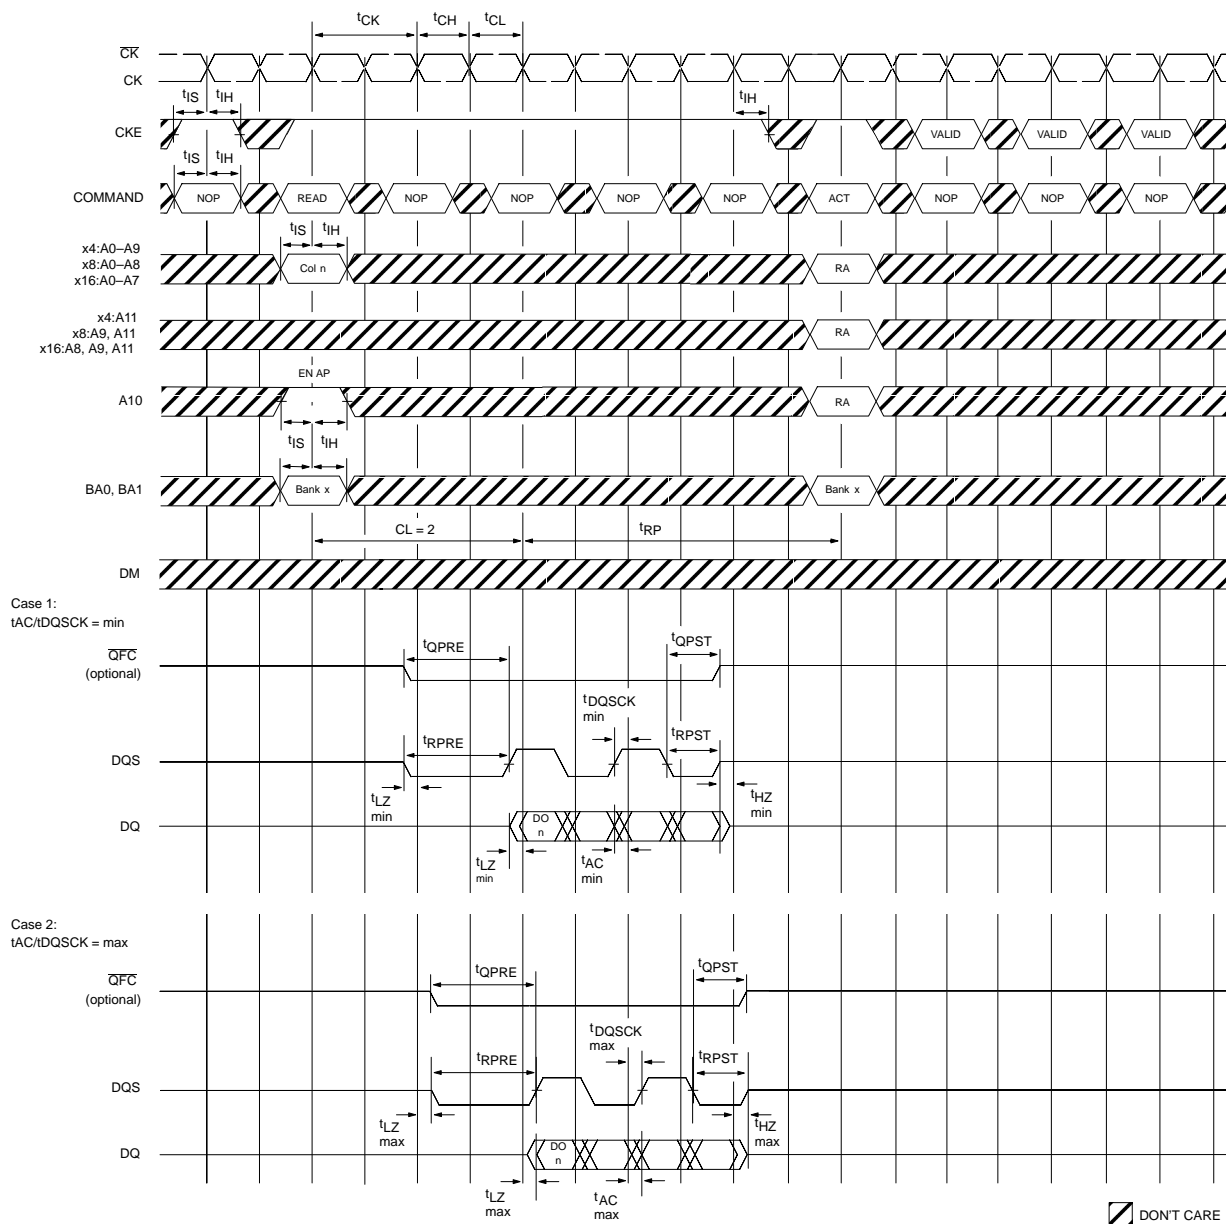 tCK tCH tCL
CK
CK
tIS tIH tIH
CKE VALID VALID VALID
tIS tIH
COMMAND NOP READ NOP NOP NOP NOP ACT NOP NOP NOP
tIS tIH
x4:A0–A9
x8:A0–A8
x16:A0–A7
Col n RA
x4:A11
x8:A9, A11
x16:A8, A9, A11
RA
EN AP
A10 RA
tIS tIH
BA0, BA1 Bank x Bank x
CL = 2 tRP
DM
Case 1:
tAC/tDQSCK = min
tQPRE tQPST
QFC
(optional)
tDQSCK
min
tRPRE tRPST
DQS
tLZ
min
tHZ
min
DQ DO
n
tLZ
min
tAC
min
Case 2:
tAC/tDQSCK = max
tQPRE tQPST
QFC
(optional)
tDQSCK
max
tRPRE tRPST
DQS
tLZ
max
tHZ
max
DQ DO
n
tLZ
max
tAC
max
DON'T CARE